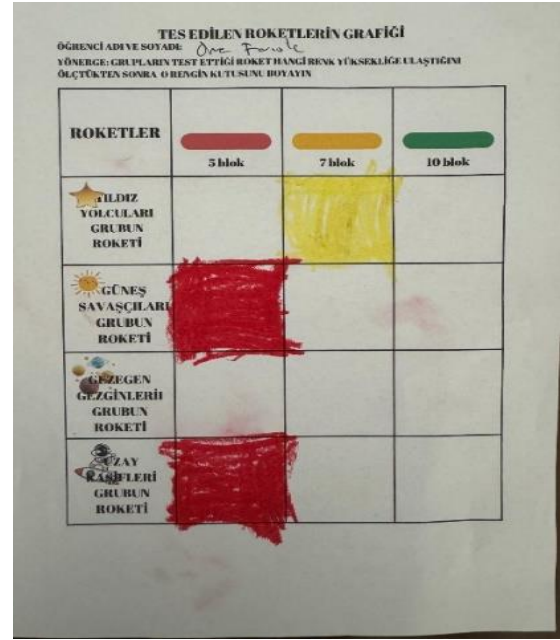 TES EDİLEN ROKETLERİN GRAFİĞİ
ÖĞRENCİ ADI VE SOYADI:
YÖNERGE: GRUPLARIN TEST ETTİĞİ ROKET HANGİ RENK YÜKSEKLİĞE ULAŞTIĞINI
ÖLÇTÜKTEN SONRA O RENGİN KUTUSUNU BOYAYIN
ROKETLER
5 blok
7 blok
10 blok
YILDIZ
YOLCULARI
GRUBUN
ROKETİ
GÜNEŞ
SAVAŞÇILARI
GRUBUN
ROKETİ
GEZEGEN
GEZGİNLERİI
GRUBUN
ROKETİ
UZAY
KAŞİFLERİ
GRUBUN
ROKETİ